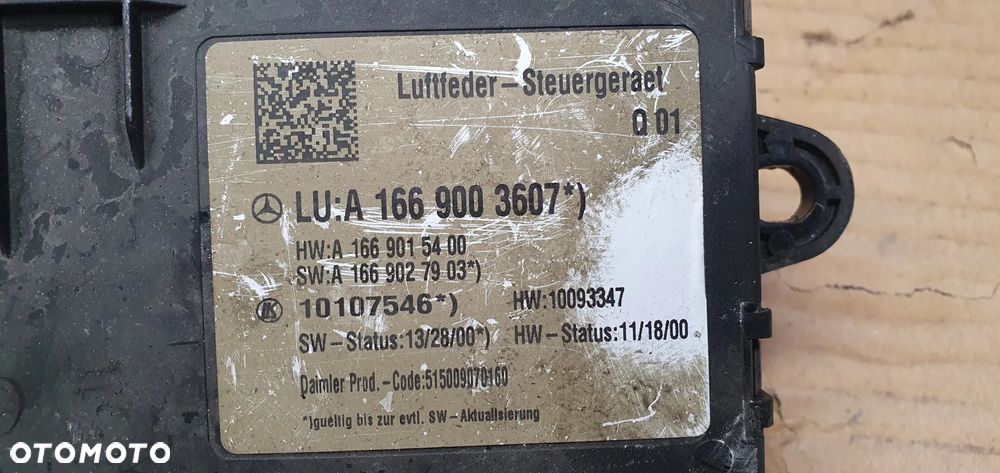 Luftfeder-Steuergeraet
Q 01
LU:A 166 900 3607*)
HW:A 166 901 54 00
SW:A 166 902 79 03*)
10107546*) HW:10093347
SW-Status:13/28/00*) HW-Status:11/18/00
Daimler Prod.-Code:515009070160
*)gueltig bis zur evtl. SW-Aktualisierung
OTOMOTO